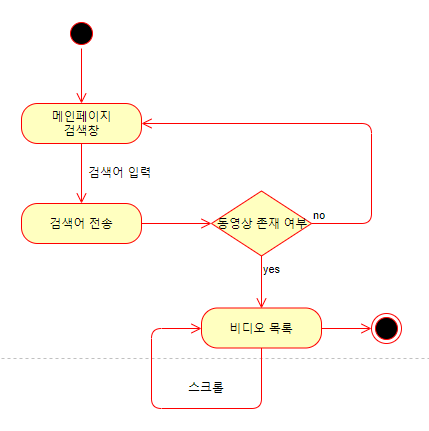 메인페이지
검색창
검색어 입력
검색어 전송
동영상 존재 여부
no
yes
비디오 목록
스크롤